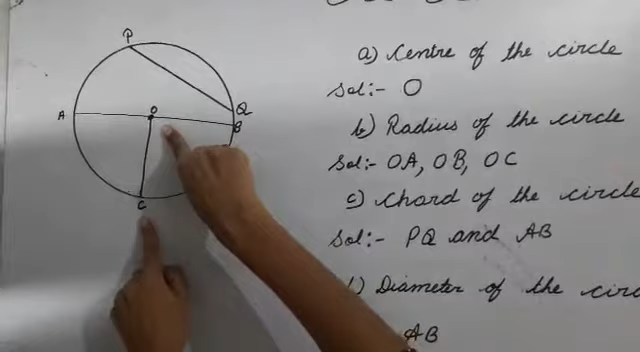 P
A
O
Q
B
C
a) Centre of the circle
Sol:- O
b) Radius of the circle
Sol:- OA, OB, OC
c) Chord of the circle
Sol:- PQ and AB
Diameter of the circ
AB